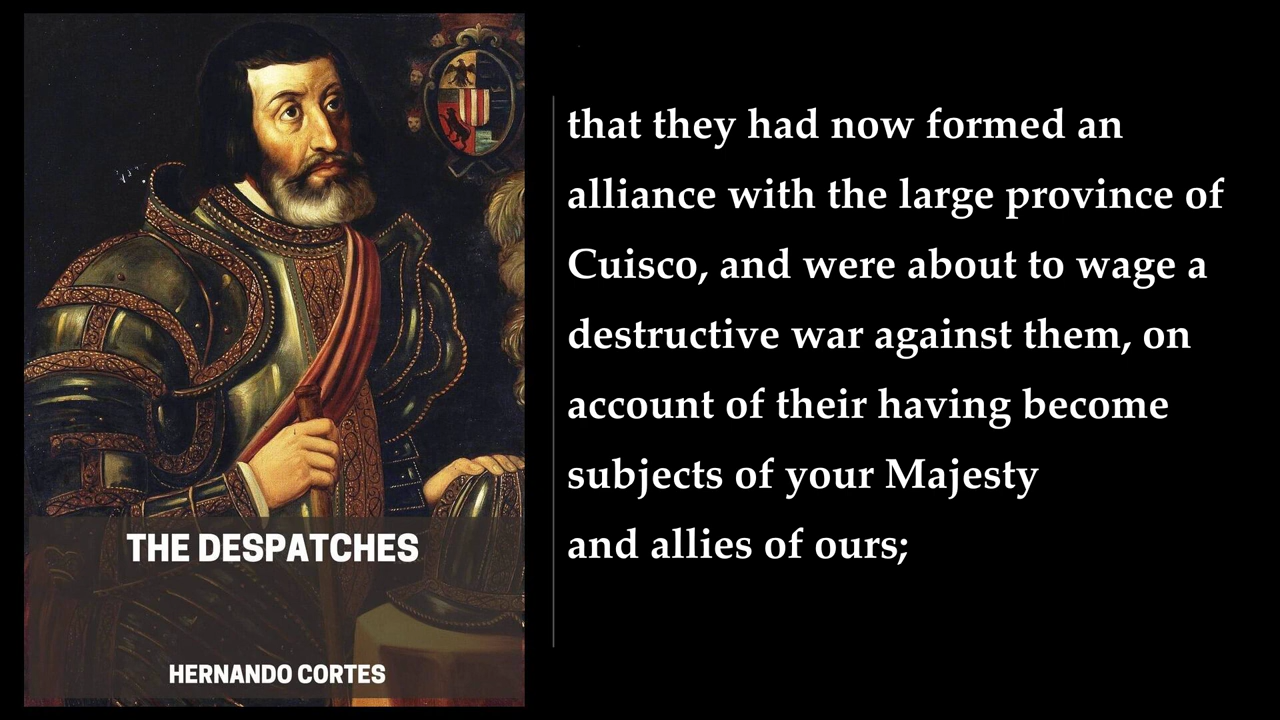 THE DESPATCHES
HERNANDO CORTES
that they had now formed an
alliance with the large province of
Cuisco, and were about to wage a
destructive war against them, on
account of their having become
subjects of your Majesty
and allies of ours;